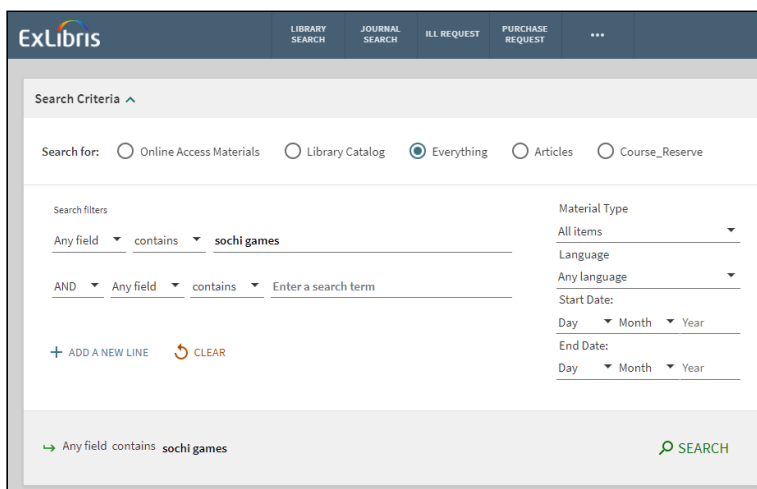 ExLibris
LIBRARY SEARCH
JOURNAL SEARCH
ILL REQUEST
PURCHASE REQUEST
•••
Search Criteria
Search for: Online Access Materials Library Catalog Everything Articles Course_Reserve
Search filters
Any field contains sochi games
AND Any field contains Enter a search term
+ ADD A NEW LINE CLEAR
Material Type
All items
Language
Any language
Start Date:
Day Month Year
End Date:
Day Month Year
Any field contains sochi games
SEARCH